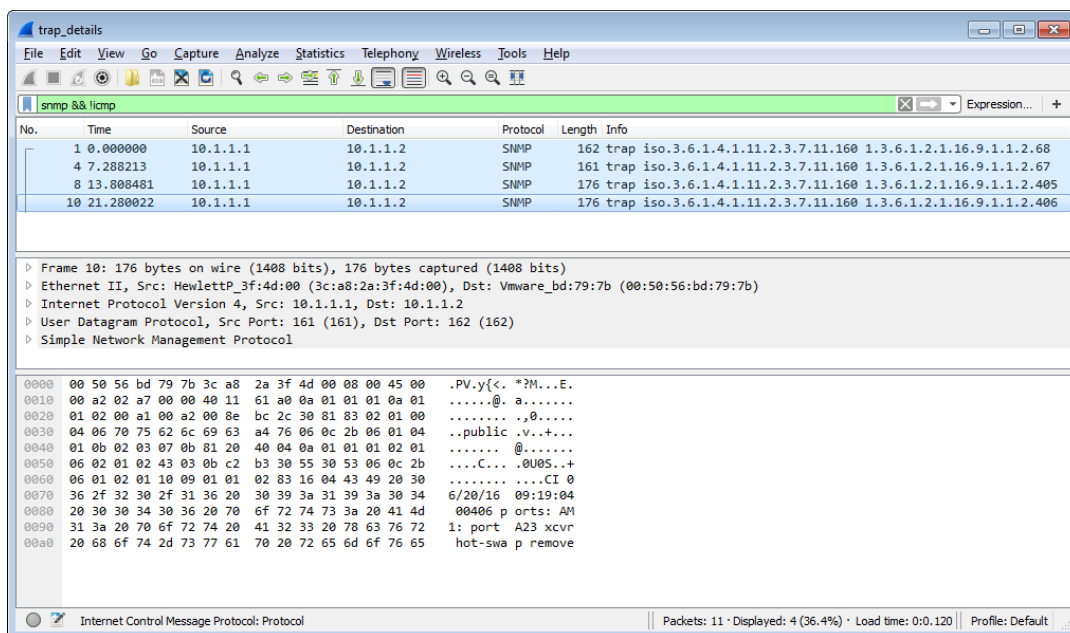 trap_details
File Edit View Go Capture Analyze Statistics Telephony Wireless Tools Help
snmp && !icmp Expression... +
No. Time Source Destination Protocol Length Info
1 0.000000 10.1.1.1 10.1.1.2 SNMP 162 trap iso.3.6.1.4.1.11.2.3.7.11.160 1.3.6.1.2.1.16.9.1.1.2.68
4 7.288213 10.1.1.1 10.1.1.2 SNMP 161 trap iso.3.6.1.4.1.11.2.3.7.11.160 1.3.6.1.2.1.16.9.1.1.2.67
8 13.808481 10.1.1.1 10.1.1.2 SNMP 176 trap iso.3.6.1.4.1.11.2.3.7.11.160 1.3.6.1.2.1.16.9.1.1.2.405
10 21.280022 10.1.1.1 10.1.1.2 SNMP 176 trap iso.3.6.1.4.1.11.2.3.7.11.160 1.3.6.1.2.1.16.9.1.1.2.406
Frame 10: 176 bytes on wire (1408 bits), 176 bytes captured (1408 bits)
Ethernet II, Src: HewlettP_3f:4d:00 (3c:a8:2a:3f:4d:00), Dst: Vmware_bd:79:7b (00:50:56:bd:79:7b)
Internet Protocol Version 4, Src: 10.1.1.1, Dst: 10.1.1.2
User Datagram Protocol, Src Port: 161 (161), Dst Port: 162 (162)
Simple Network Management Protocol
0000 00 50 56 bd 79 7b 3c a8 2a 3f 4d 00 08 00 45 00 .PV.y{<. *?M...E.
0010 00 a2 02 a7 00 00 40 11 61 a0 0a 01 01 01 0a 01 ......@. a.......
0020 01 02 00 a1 00 a2 00 8e bc 2c 30 81 83 02 01 00 ........ .,0.....
0030 04 06 70 75 62 6c 69 63 a4 76 06 0c 2b 06 01 04 ..public .v..+...
0040 01 0b 02 03 07 0b 81 20 40 04 0a 01 01 01 02 01 ....... @.......
0050 06 02 01 02 43 03 0b c2 b3 30 55 30 53 06 0c 2b ....C... .0U0S..+
0060 06 01 02 01 10 09 01 01 02 83 16 04 43 49 20 30 ........ ....CI 0
0070 36 2f 32 30 2f 31 36 20 30 39 3a 31 39 3a 30 34 6/20/16 09:19:04
0080 20 30 30 34 30 36 20 70 6f 72 74 73 3a 20 41 4d 00406 p orts: AM
0090 31 3a 20 70 6f 72 74 20 41 32 33 20 78 63 76 72 1: port A23 xcvr
00a0 20 68 6f 74 2d 73 77 61 70 20 72 65 6d 6f 76 65 hot-swa p remove
Internet Control Message Protocol: Protocol Packets: 11 · Displayed: 4 (36.4%) · Load time: 0:0.120 Profile: Default